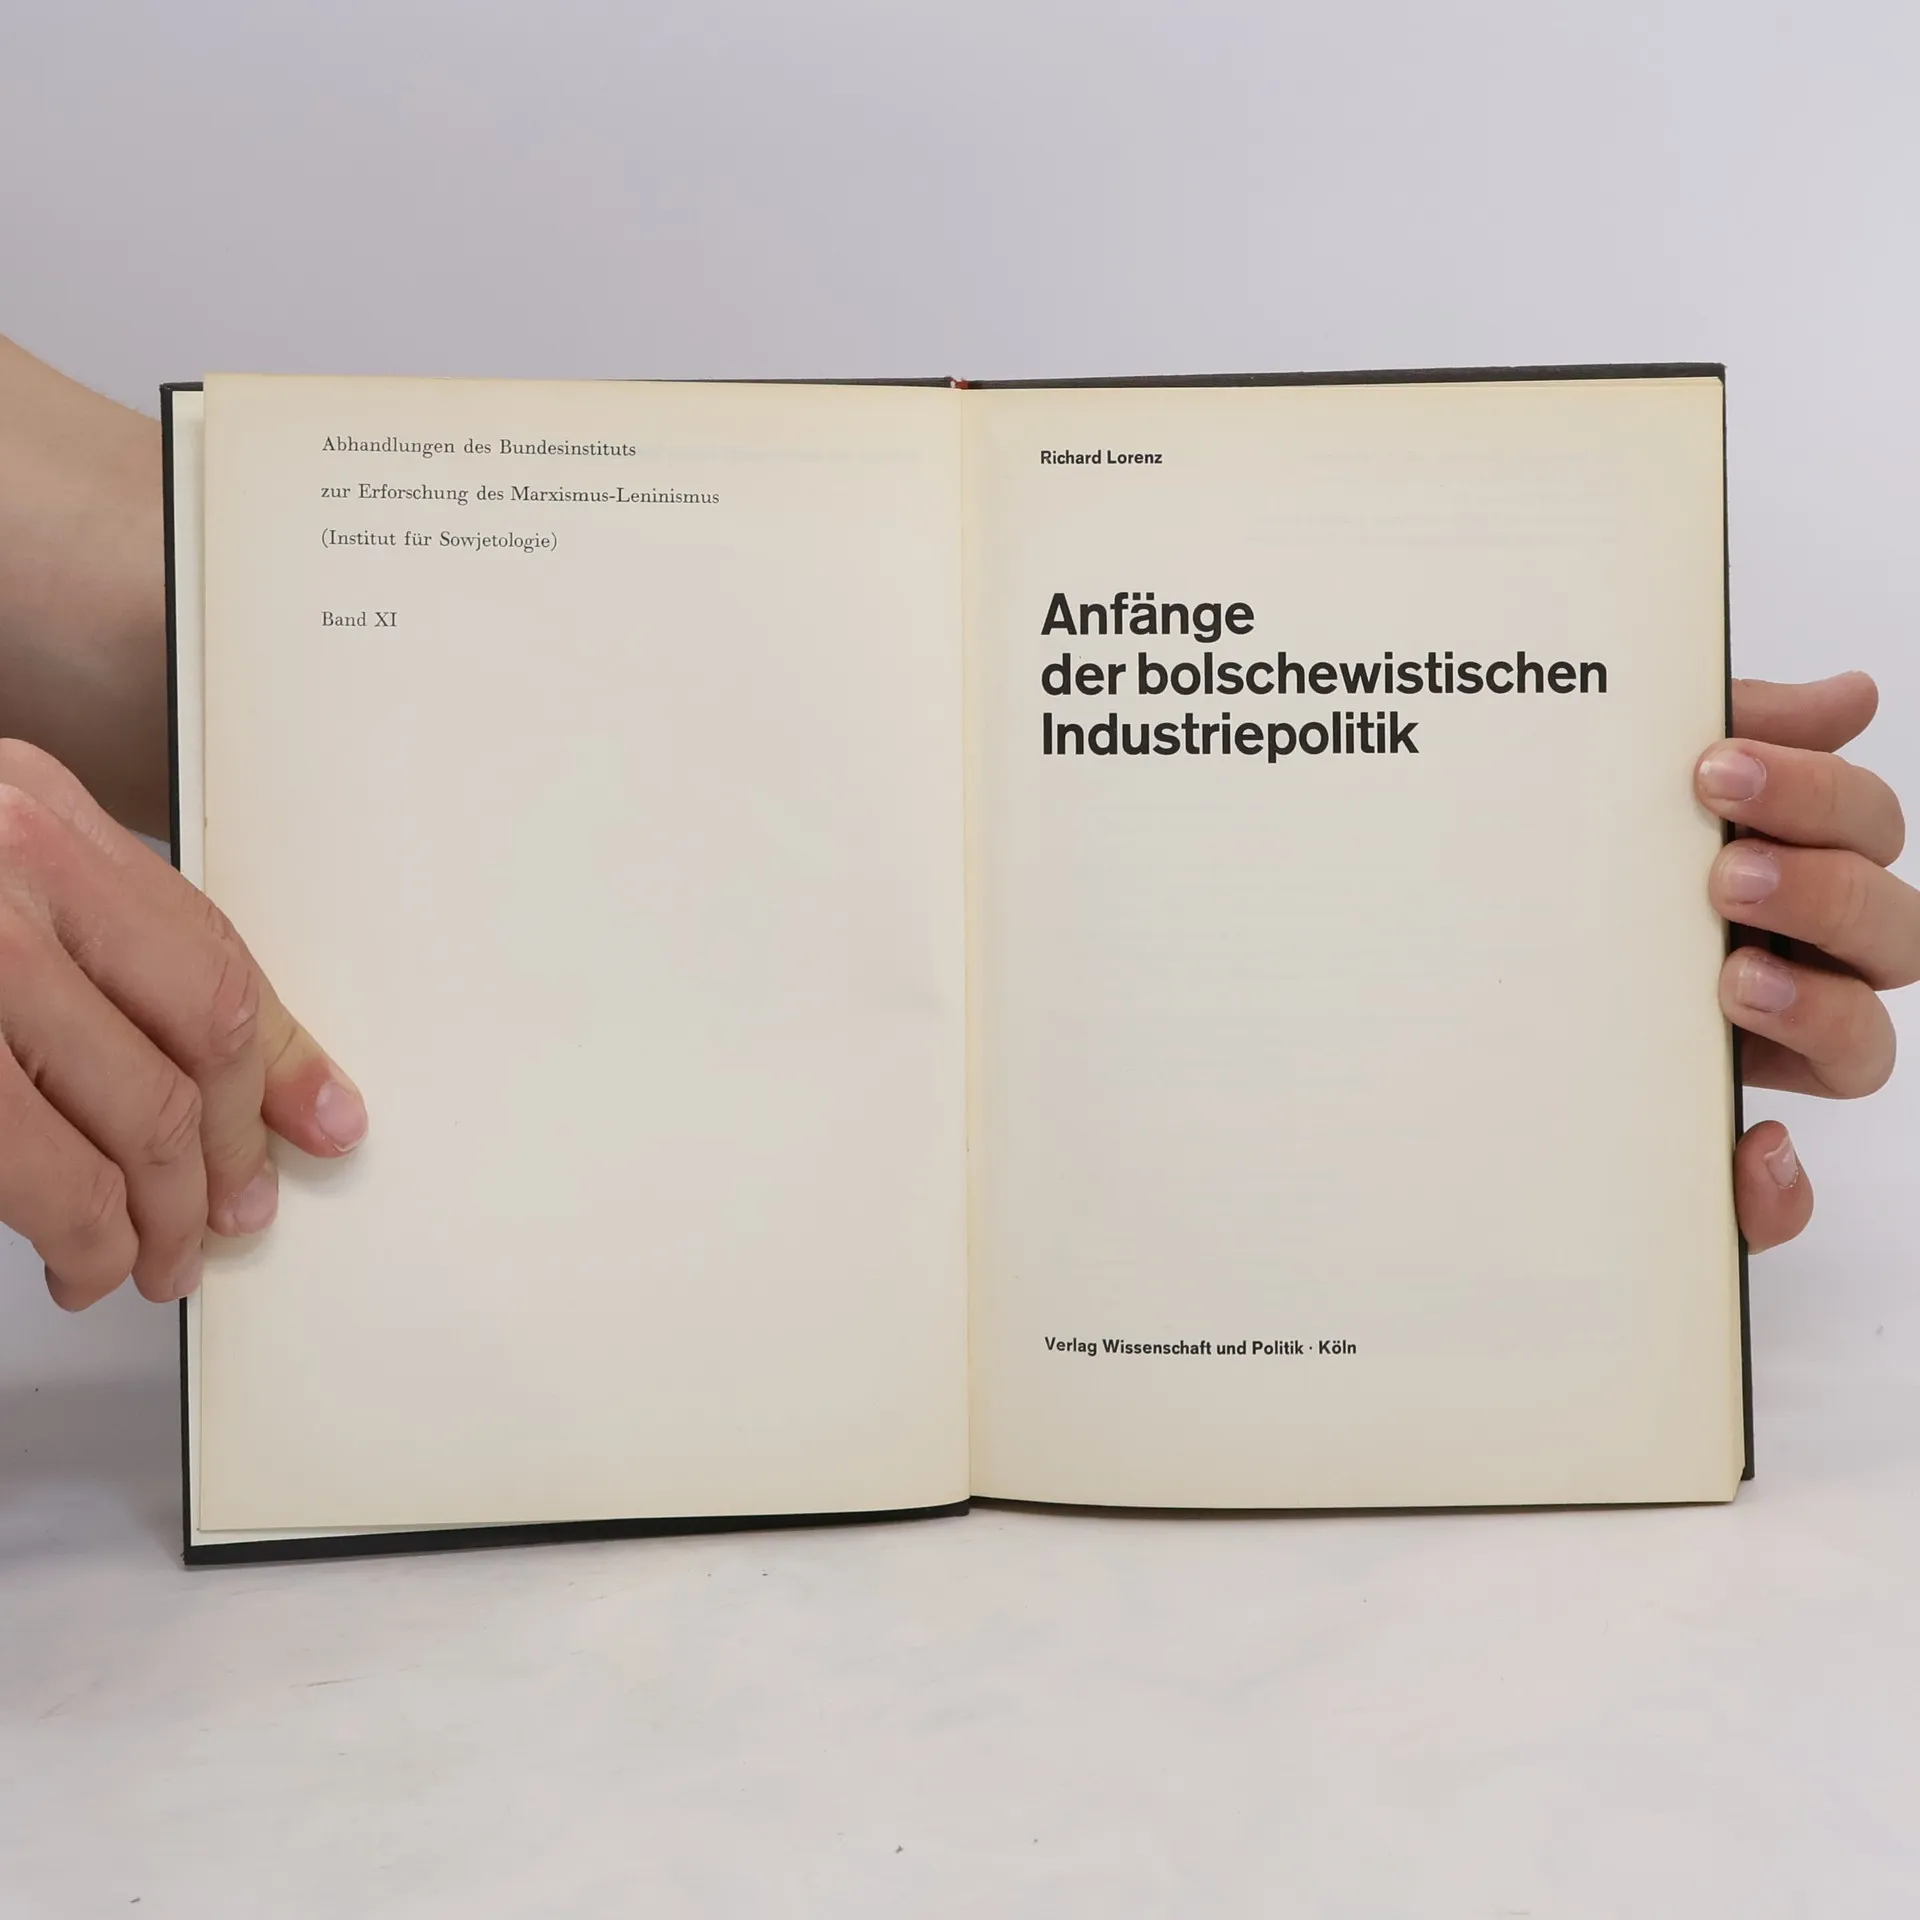 Abhandlungen des Bundesinstituts
zur Erforschung des Marxismus-Leninismus
(Institut für Sowjetologie)
Band XI
Richard Lorenz
Anfänge
der bolschewistischen
Industriepolitik
Verlag Wissenschaft und Politik · Köln